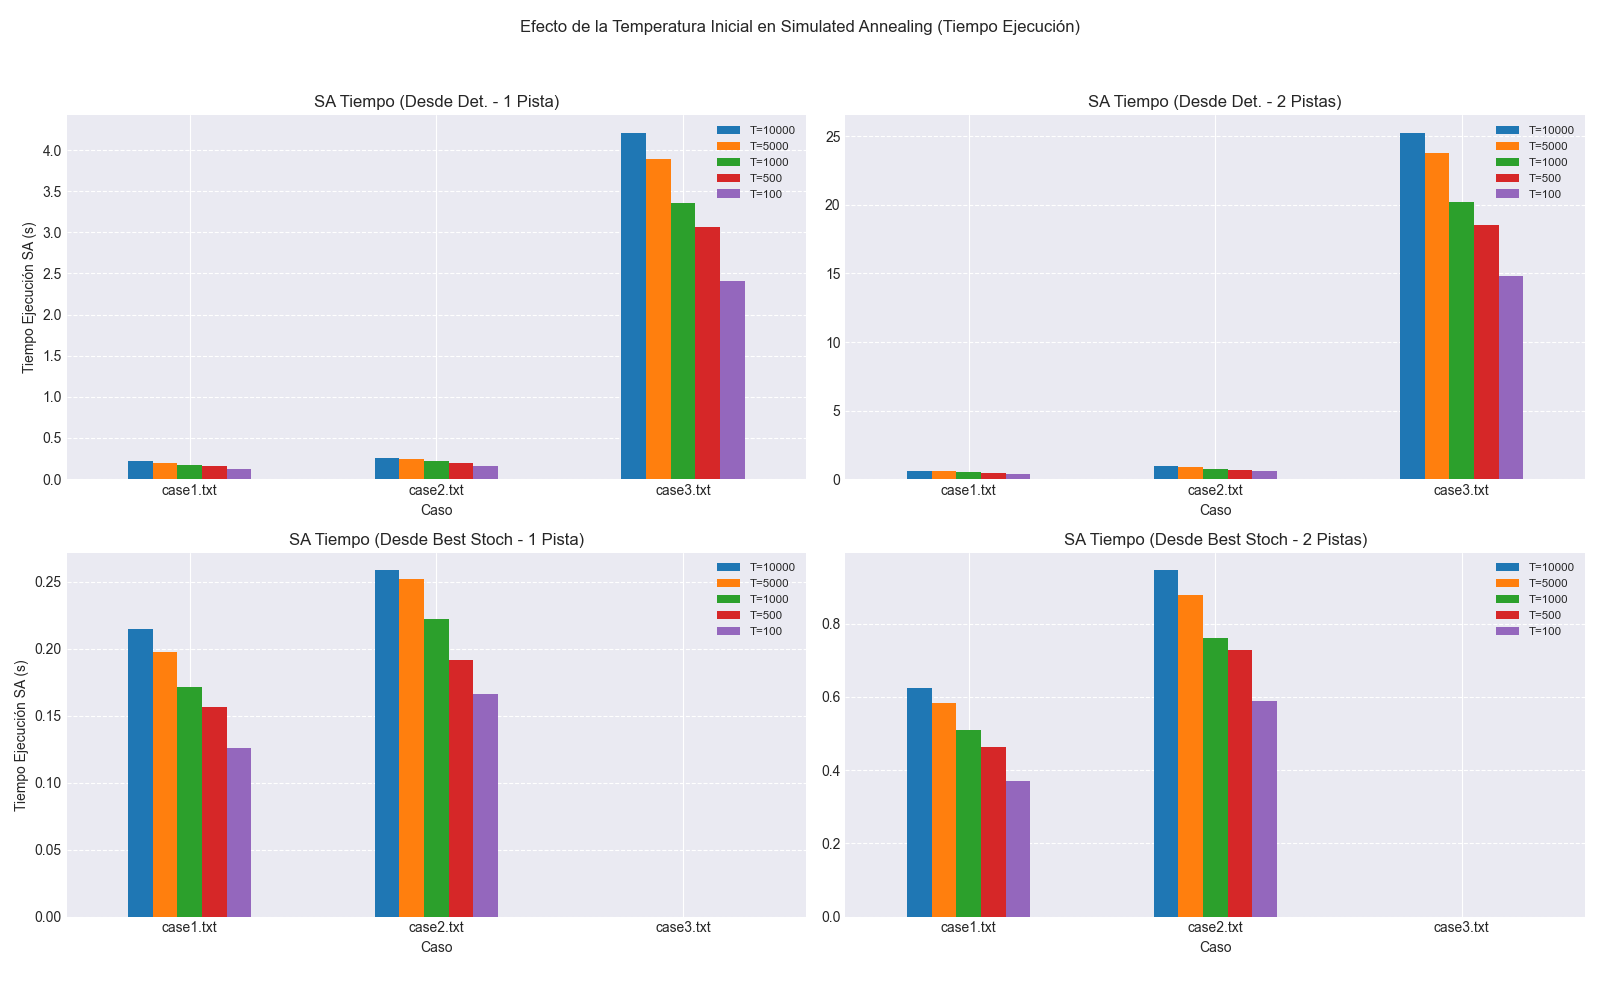 Efecto de la Temperatura Inicial en Simulated Annealing (Tiempo Ejecución)
SA Tiempo (Desde Det. - 1 Pista)
Tiempo Ejecución SA (s)
4.0
3.5
3.0
2.5
2.0
1.5
1.0
0.5
0.0
T=10000
T=5000
T=1000
T=500
T=100
case1.txt
case2.txt
case3.txt
Caso
SA Tiempo (Desde Det. - 2 Pistas)
25
20
15
10
5
0
T=10000
T=5000
T=1000
T=500
T=100
case1.txt
case2.txt
case3.txt
Caso
SA Tiempo (Desde Best Stoch - 1 Pista)
Tiempo Ejecución SA (s)
0.25
0.20
0.15
0.10
0.05
0.00
T=10000
T=5000
T=1000
T=500
T=100
case1.txt
case2.txt
case3.txt
Caso
SA Tiempo (Desde Best Stoch - 2 Pistas)
0.8
0.6
0.4
0.2
0.0
T=10000
T=5000
T=1000
T=500
T=100
case1.txt
case2.txt
case3.txt
Caso